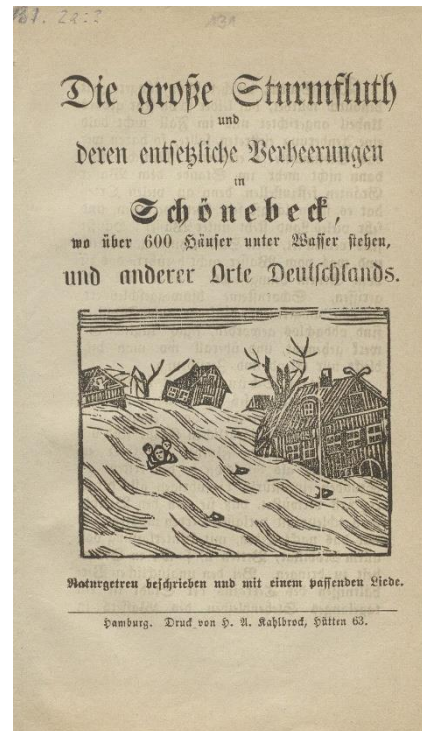 131
Die große Sturmfluth
und
deren entsetzliche Verheerungen
in
Schönebeck,
wo über 600 Häuser unter Wasser stehen,
und anderer Orte Deutschlands.
Naturgetreu beschrieben und mit einem passenden Liede.
Hamburg. Druck von H. A. Kahlbrock, Hütten 63.